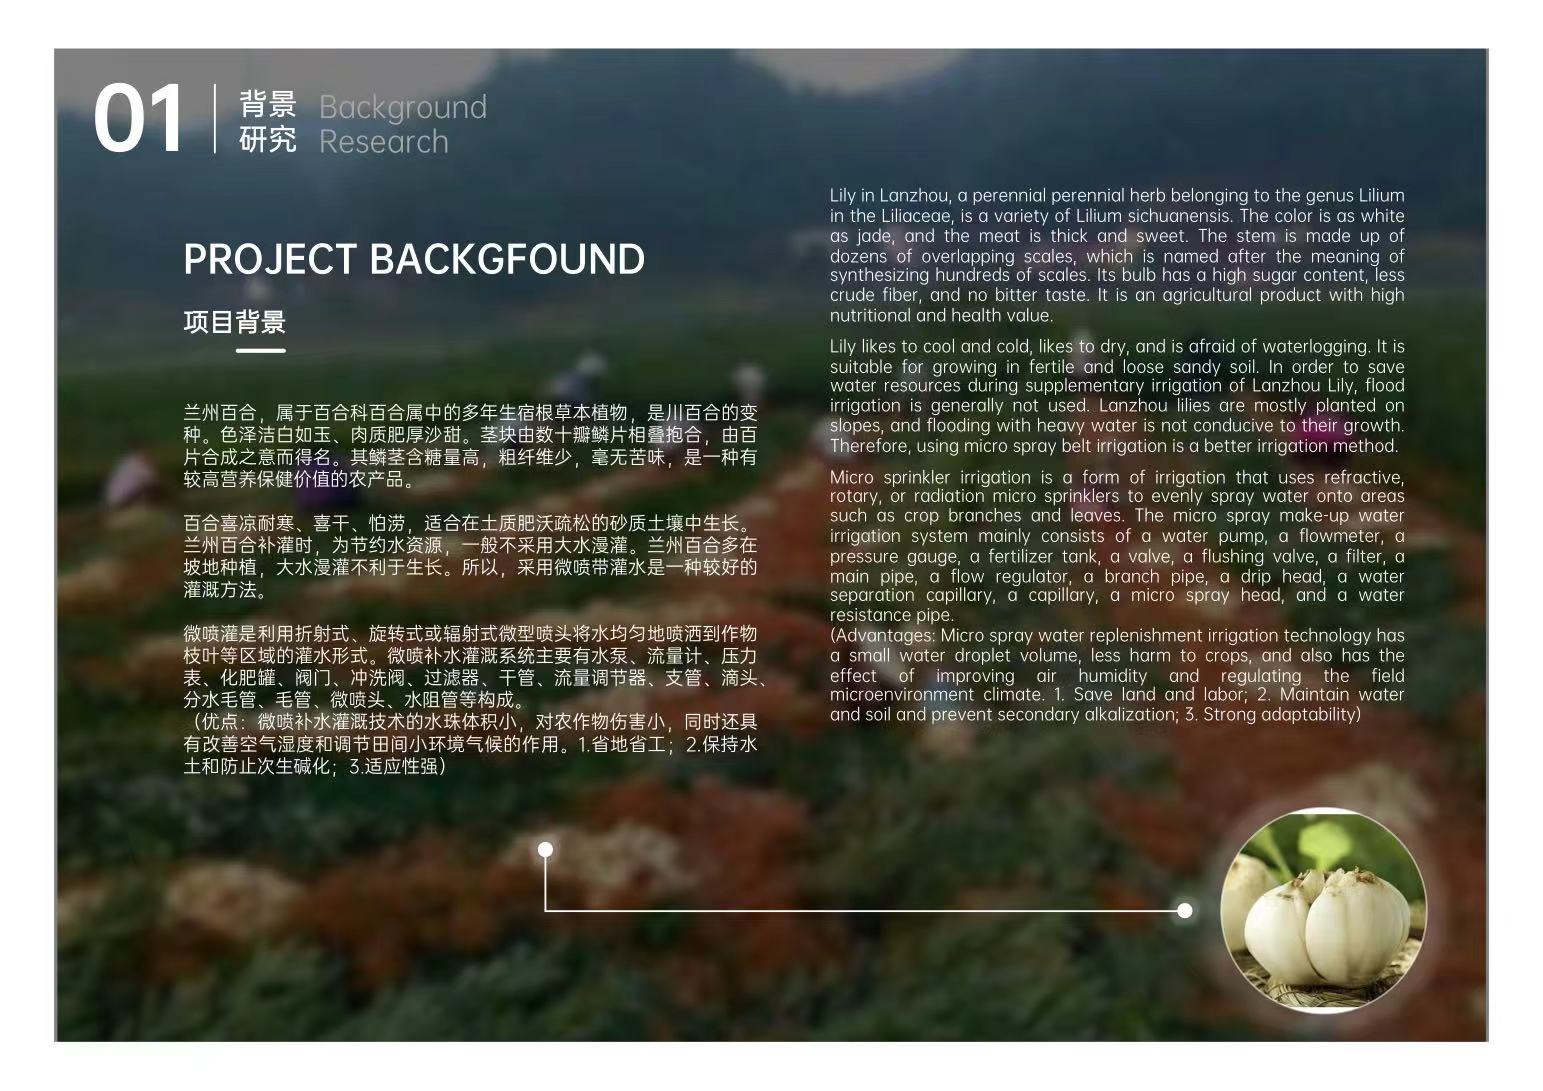 01
背景
研究
Background
Research
PROJECT BACKGFOUND
项目背景
兰州百合，属于百合科百合属中的多年生宿根草本植物，是川百合的变
种。色泽洁白如玉、肉质肥厚沙甜。茎块由数十瓣鳞片相叠抱合，由百
片合成之意而得名。其鳞茎含糖量高，粗纤维少，毫无苦味，是一种有
较高营养保健价值的农产品。
百合喜凉耐寒、喜干、怕涝，适合在土质肥沃疏松的砂质土壤中生长。
兰州百合补灌时，为节约水资源，一般不采用大水漫灌。兰州百合多在
坡地种植，大水漫灌不利于生长。所以，采用微喷带灌水是一种较好的
灌溉方法。
微喷灌是利用折射式、旋转式或辐射式微型喷头将水均匀地喷洒到作物
枝叶等区域的灌水形式。微喷补水灌溉系统主要有水泵、流量计、压力
表、化肥罐、阀门、冲洗阀、过滤器、干管、流量调节器、支管、滴头、
分水毛管、毛管、微喷头、水阻管等构成。
（优点：微喷补水灌溉技术的水珠体积小，对农作物伤害小，同时还具
有改善空气湿度和调节田间小环境气候的作用。1.省地省工；2.保持水
土和防止次生碱化；3.适应性强）
Lily in Lanzhou, a perennial perennial herb belonging to the genus Lilium
in the Liliaceae, is a variety of Lilium sichuanensis. The color is as white
as jade, and the meat is thick and sweet. The stem is made up of
dozens of overlapping scales, which is named after the meaning of
synthesizing hundreds of scales. Its bulb has a high sugar content, less
crude fiber, and no bitter taste. It is an agricultural product with high
nutritional and health value.
Lily likes to cool and cold, likes to dry, and is afraid of waterlogging. It is
suitable for growing in fertile and loose sandy soil. In order to save
water resources during supplementary irrigation of Lanzhou Lily, flood
irrigation is generally not used. Lanzhou lilies are mostly planted on
slopes, and flooding with heavy water is not conducive to their growth.
Therefore, using micro spray belt irrigation is a better irrigation method.
Micro sprinkler irrigation is a form of irrigation that uses refractive,
rotary, or radiation micro sprinklers to evenly spray water onto areas
such as crop branches and leaves. The micro spray make-up water
irrigation system mainly consists of a water pump, a flowmeter, a
pressure gauge, a fertilizer tank, a valve, a flushing valve, a filter, a
main pipe, a flow regulator, a branch pipe, a drip head, a water
separation capillary, a capillary, a micro spray head, and a water
resistance pipe.
(Advantages: Micro spray water replenishment irrigation technology has
a small water droplet volume, less harm to crops, and also has the
effect of improving air humidity and regulating the field
microenvironment climate. 1. Save land and labor; 2. Maintain water
and soil and prevent secondary alkalization; 3. Strong adaptability)